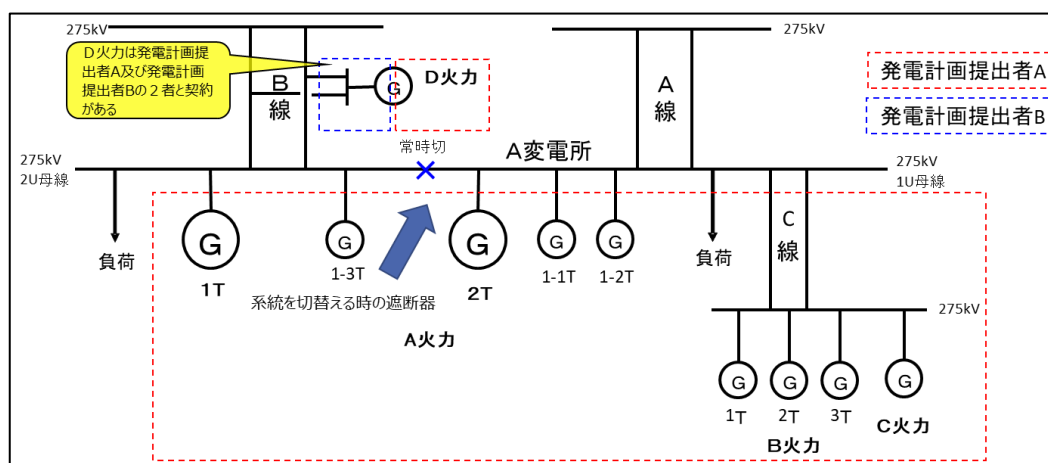 275kV
D火力は発電計画提
出者A及び発電計画
提出者Bの2者と契約
がある
B線
G
D火力
A線
発電計画提出者A
発電計画提出者B
常時切
A変電所
275kV
2U母線
275kV
1U母線
275kV
負荷
G
1T
G
1-3T
G
2T
G
1-1T
G
1-2T
負荷
C線
系統を切替える時の遮断器
A火力
275kV
G
1T
G
2T
G
3T
G
B火力
C火力